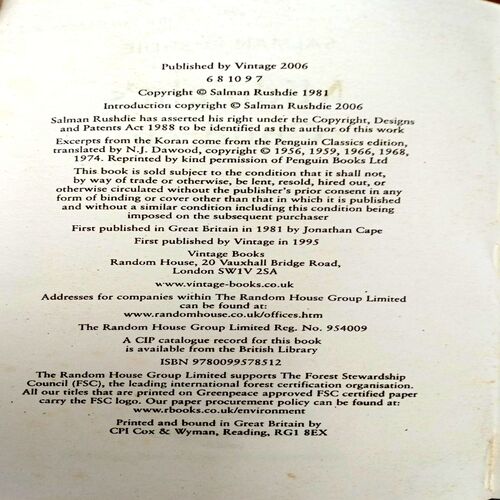 Published by Vintage 2006
6 8 10 9 7
Copyright © Salman Rushdie 1981
Introduction copyright © Salman Rushdie 2006
Salman Rushdie has asserted his right under the Copyright, Designs
and Patents Act 1988 to be identified as the author of this work
Excerpts from the Koran come from the Penguin Classics edition,
translated by N.J. Dawood, copyright © 1956, 1959, 1966, 1968,
1974. Reprinted by kind permission of Penguin Books Ltd
This book is sold subject to the condition that it shall not,
by way of trade or otherwise, be lent, resold, hired out, or
otherwise circulated without the publisher's prior consent in any
form of binding or cover other than that in which it is published
and without a similar condition including this condition being
imposed on the subsequent purchaser
First published in Great Britain in 1981 by Jonathan Cape
First published by Vintage in 1995
Vintage Books
Random House, 20 Vauxhall Bridge Road,
London SW1V 2SA
www.vintage-books.co.uk
Addresses for companies within The Random House Group Limited
can be found at:
www.randomhouse.co.uk/offices.htm
The Random House Group Limited Reg. No. 954009
A CIP catalogue record for this book
is available from the British Library
ISBN 9780099578512
The Random House Group Limited supports The Forest Stewardship
Council (FSC), the leading international forest certification organisation.
All our titles that are printed on Greenpeace approved FSC certified paper
carry the FSC logo. Our paper procurement policy can be found at:
www.rbooks.co.uk/environment
Printed and bound in Great Britain by
CPI Cox & Wyman, Reading, RG1 8EX